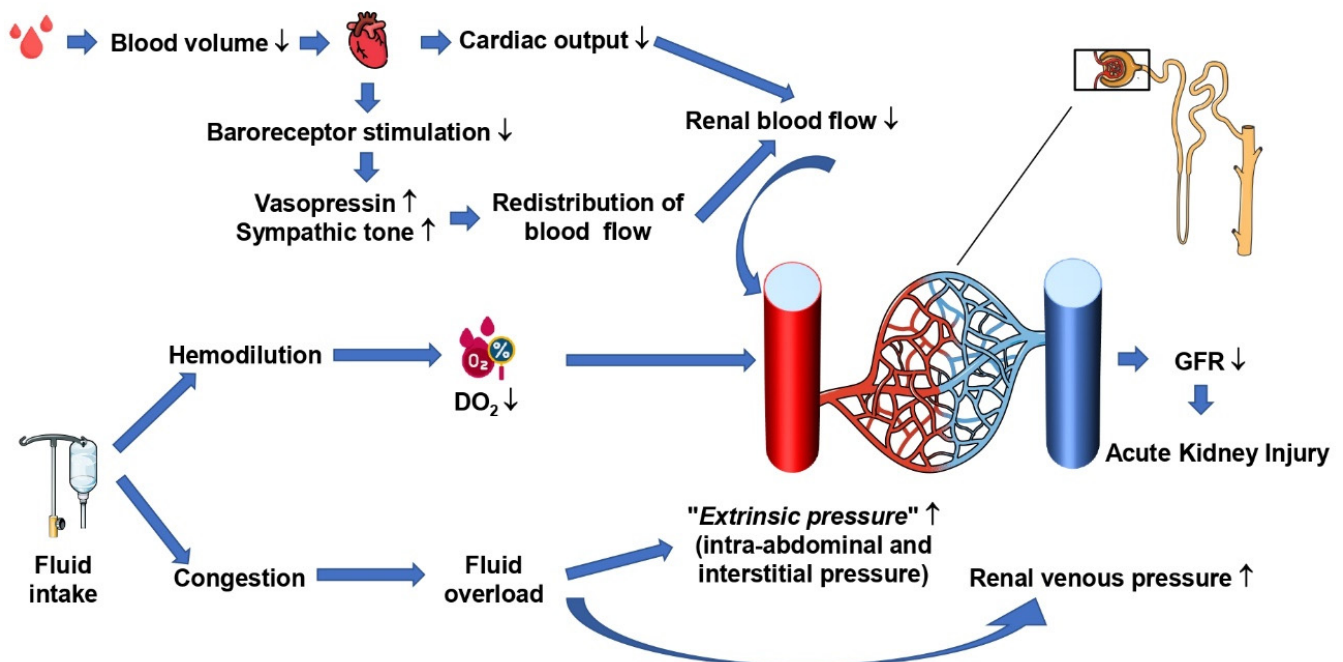 Blood volume ↓
Cardiac output ↓
Baroreceptor stimulation ↓
Renal blood flow ↓
Vasopressin ↑
Sympathic tone ↑
Redistribution of
blood flow
Hemodilution
O₂
%
DO₂ ↓
GFR ↓
Acute Kidney Injury
Fluid
intake
Congestion
Fluid
overload
"Extrinsic pressure" ↑
(intra-abdominal and
interstitial pressure)
Renal venous pressure ↑